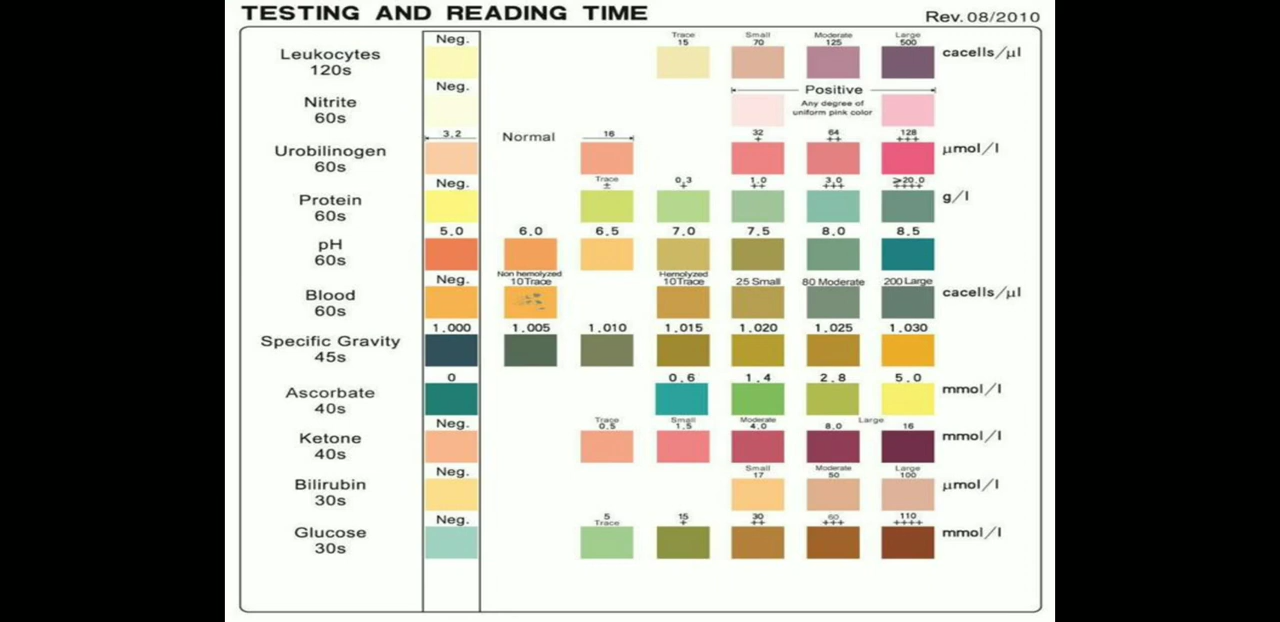 TESTING AND READING TIME
Rev. 08/2010
Leukocytes
120s
Neg.
Trace
15
Small
70
Moderate
125
Large
500
cacells/μl
Nitrite
60s
Neg.
Positive
Any degree of
uniform pink color
Urobilinogen
60s
3.2
Normal
16
32
+
64
++
128
+++
μmol/l
Protein
60s
Neg.
Trace
±
0.3
+
1.0
++
3.0
+++
≥20.0
++++
g/l
pH
60s
5.0
6.0
6.5
7.0
7.5
8.0
8.5
Blood
60s
Neg.
Non hemolyzed
10Trace
Hemolyzed
10Trace
25 Small
80 Moderate
200 Large
cacells/μl
Specific Gravity
45s
1.000
1.005
1.010
1.015
1.020
1.025
1.030
Ascorbate
40s
0
0.6
1.4
2.8
5.0
mmol/l
Ketone
40s
Neg.
Trace
0.5
Small
1.5
Moderate
4.0
Large
8.0
16
mmol/l
Bilirubin
30s
Neg.
Small
17
Moderate
50
Large
100
μmol/l
Glucose
30s
Neg.
5
Trace
15
+
30
++
60
+++
110
++++
mmol/l